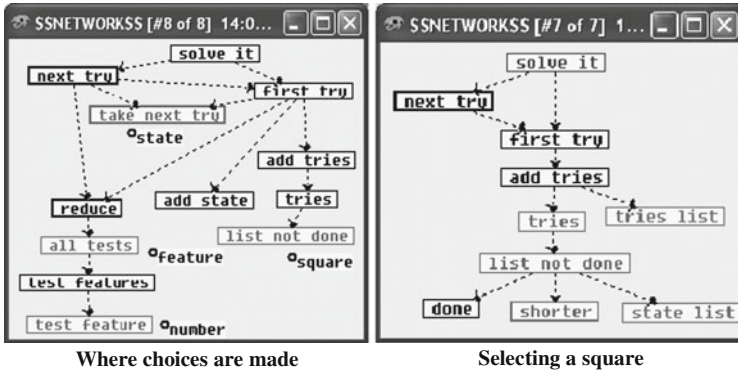 $SNETWORK$$ [#8 of 8] 14:0...
solve it
next try
first try
take next try
state
add tries
reduce
add state
tries
all tests
feature
list not done
square
test features
test feature
number
Where choices are made
$SNETWORK$$ [#7 of 7] 1...
solve it
next try
first try
add tries
tries
tries list
list not done
done
shorter
state list
Selecting a square